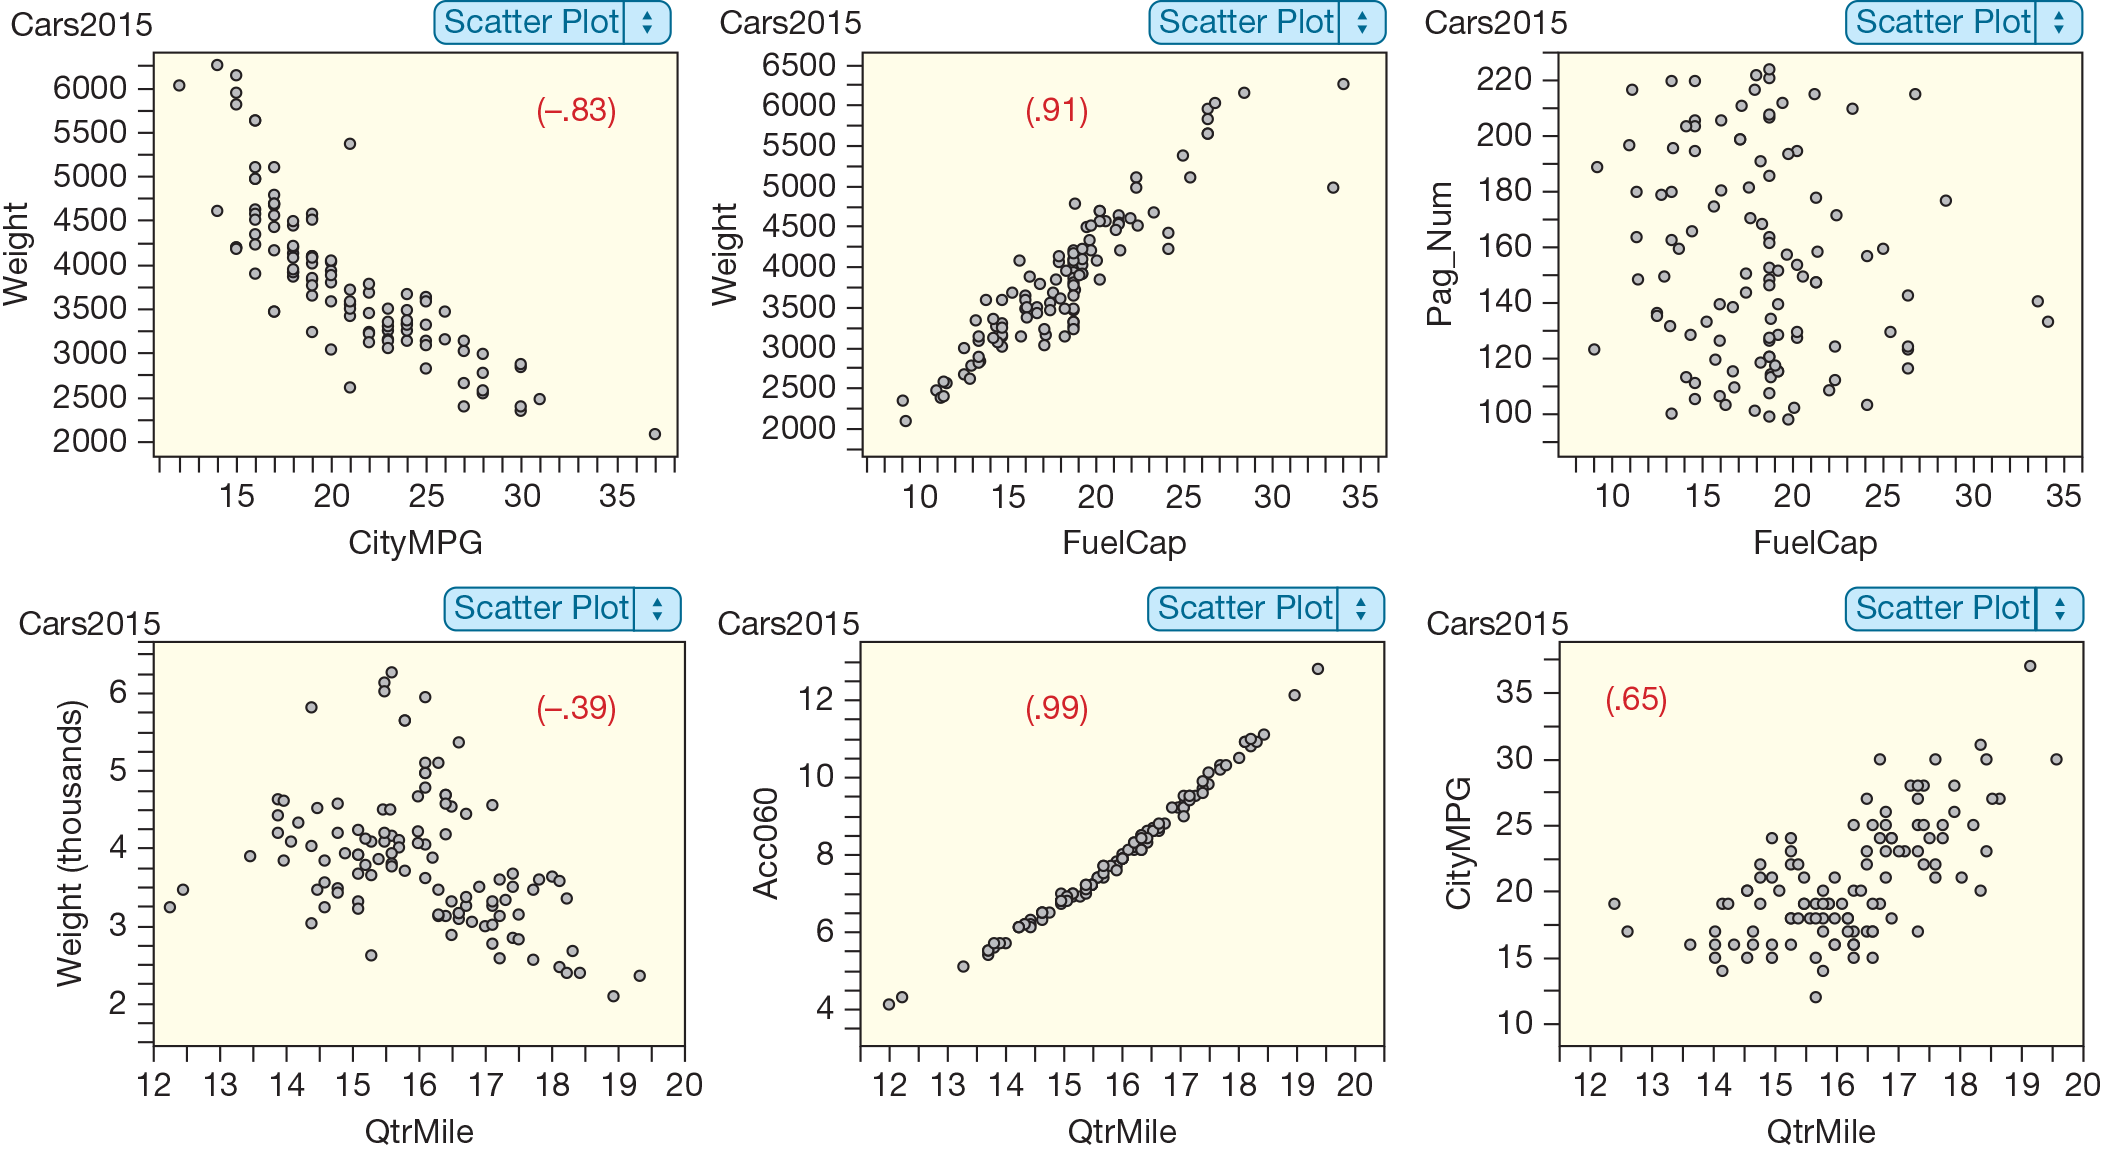 Cars2015 Scatter Plot
6000
5500
5000
4500
4000
3500
3000
2500
2000
Weight
(–.83)
15 20 25 30 35
CityMPG
Cars2015 Scatter Plot
6500
6000
5500
5000
4500
4000
3500
3000
2500
2000
Weight
(.91)
10 15 20 25 30 35
FuelCap
Cars2015 Scatter Plot
220
200
180
160
140
120
100
Pag_Num
10 15 20 25 30 35
FuelCap
Cars2015 Scatter Plot
6
5
4
3
2
Weight (thousands)
(–.39)
12 13 14 15 16 17 18 19 20
QtrMile
Cars2015 Scatter Plot
12
10
8
6
4
Acc060
(.99)
12 13 14 15 16 17 18 19 20
QtrMile
Cars2015 Scatter Plot
35
30
25
20
15
10
CityMPG
(.65)
12 13 14 15 16 17 18 19 20
QtrMile